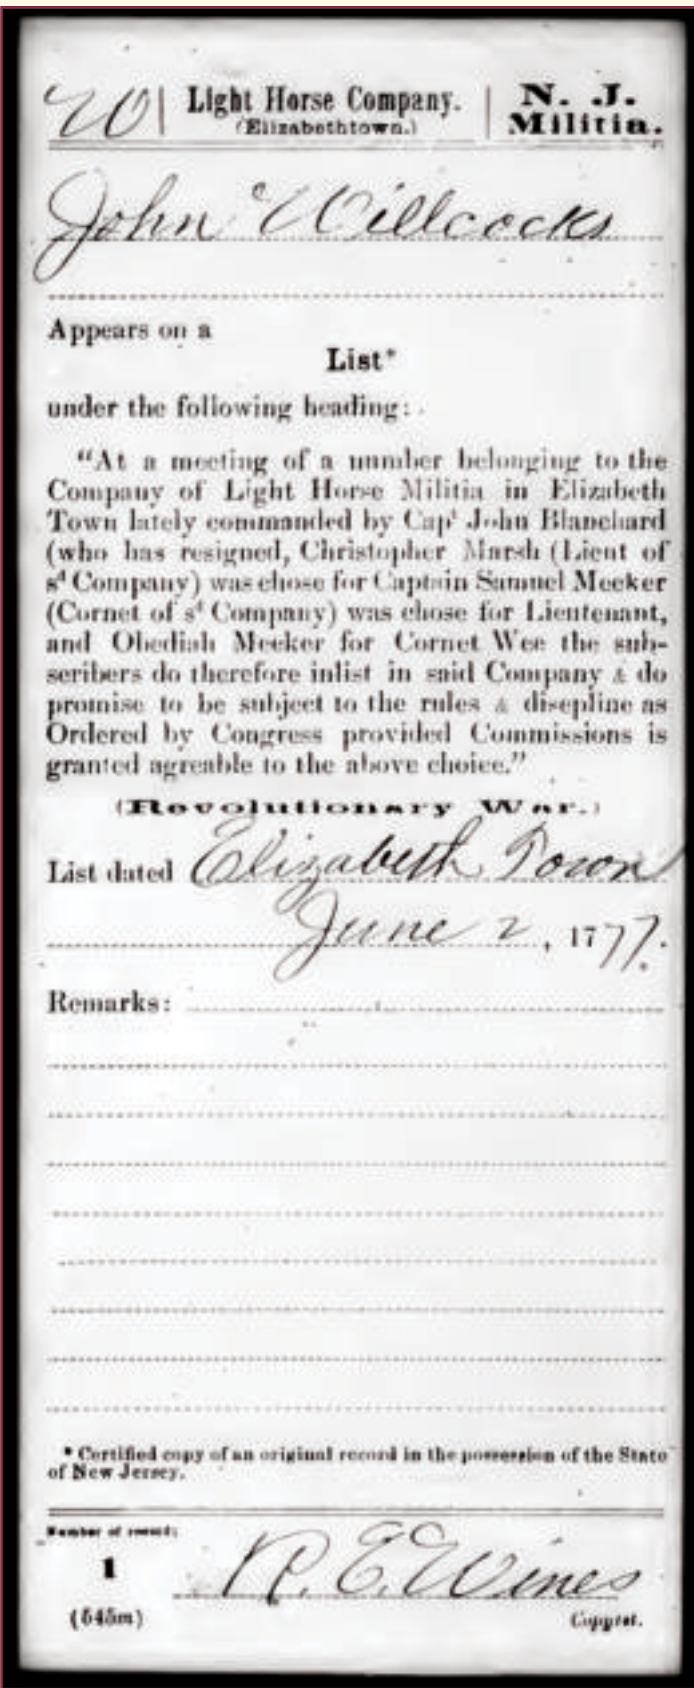 W | Light Horse Company. | N. J.
(Elizabethtown.) Militia.
John Willcocks
Appears on a
List*
under the following heading:
"At a meeting of a number belonging to the
Company of Light Horse Militia in Elizabeth
Town lately commanded by Capt John Blanchard
(who has resigned, Christopher Marsh (Lieut of
sd Company) was chose for Captain Samuel Meeker
(Cornet of sd Company) was chose for Lieutenant,
and Obediah Meeker for Cornet Wee the sub-
scribers do therefore inlist in said Company & do
promise to be subject to the rules & disepline as
Ordered by Congress provided Commissions is
granted agreable to the above choice."
(Revolutionary War.)
List dated Elizabeth Town
June 2, 1777.
Remarks:
* Certified copy of an original record in the possession of the State
of New Jersey.
Number of record:
1 R. E. Wines
(545m) Copyist.